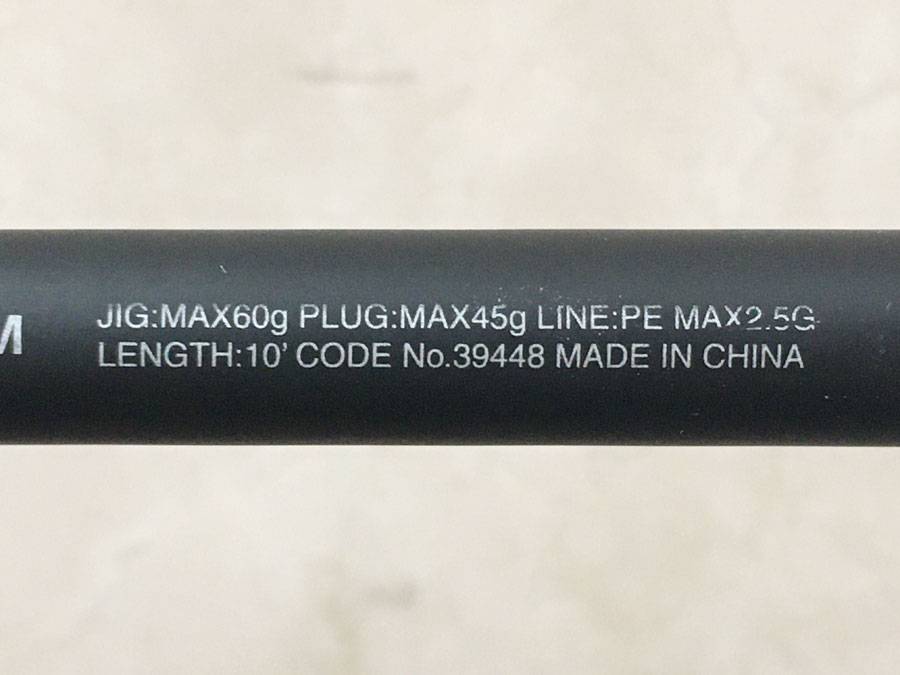 M
JIG:MAX60g PLUG:MAX45g LINE:PE MAX2.5G
LENGTH:10' CODE No.39448 MADE IN CHINA